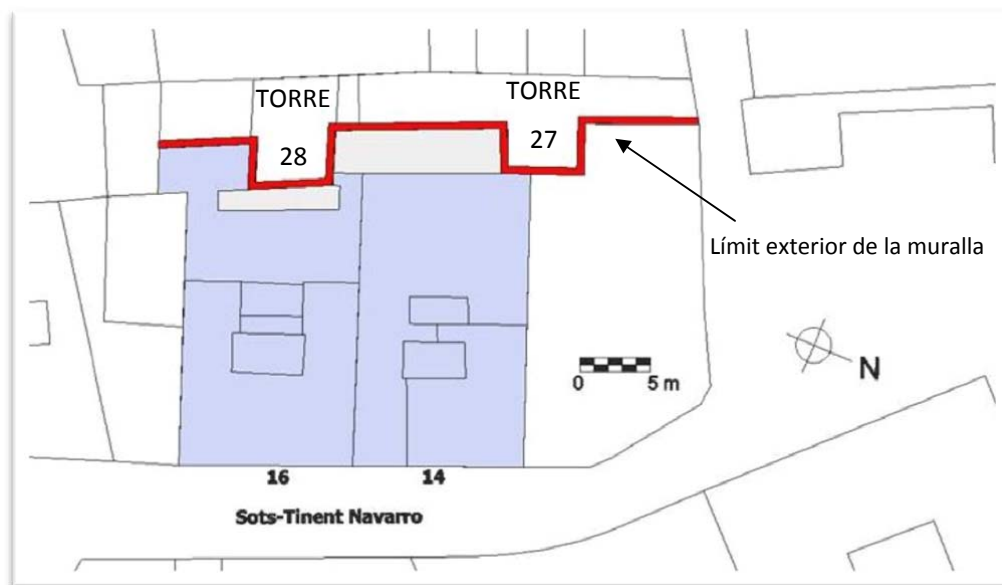 TORRE
28
TORRE
27
Límit exterior de la muralla
N
0 5 m
16 14
Sots-Tinent Navarro